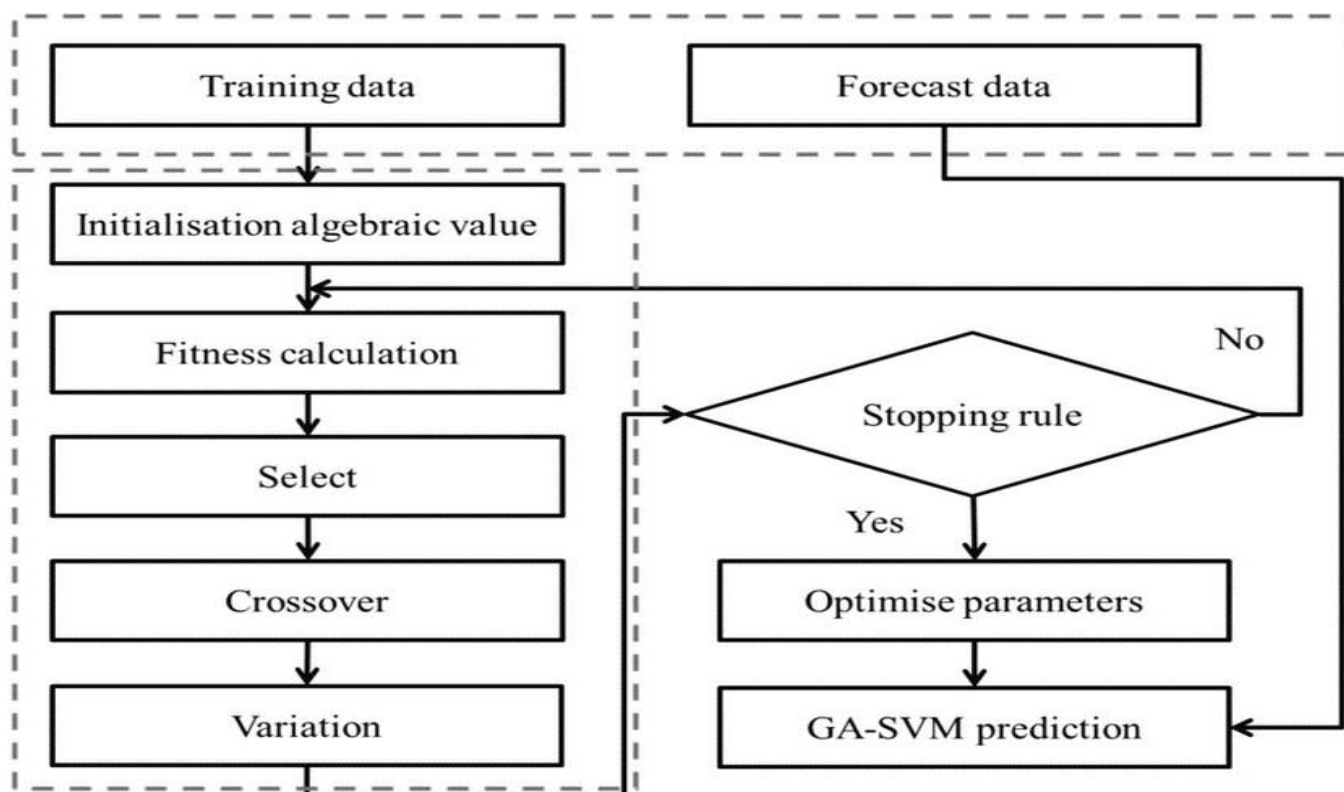 Training data
Forecast data
Initialisation algebraic value
Fitness calculation
No
Stopping rule
Select
Yes
Crossover
Optimise parameters
Variation
GA-SVM prediction